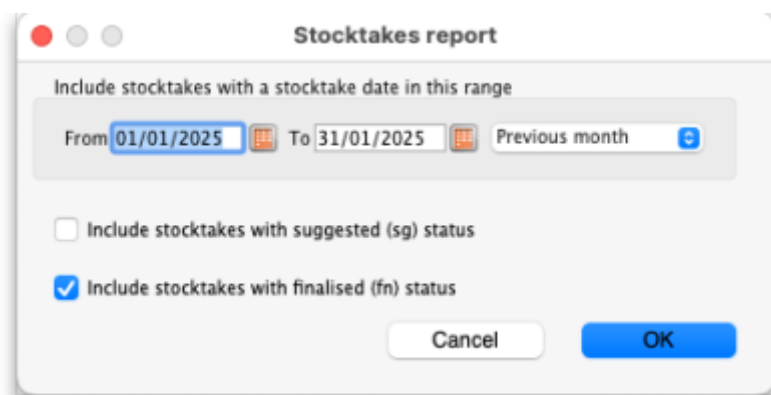 Stocktakes report
Include stocktakes with a stocktake date in this range
From 01/01/2025 To 31/01/2025 Previous month
Include stocktakes with suggested (sg) status
Include stocktakes with finalised (fn) status
Cancel OK